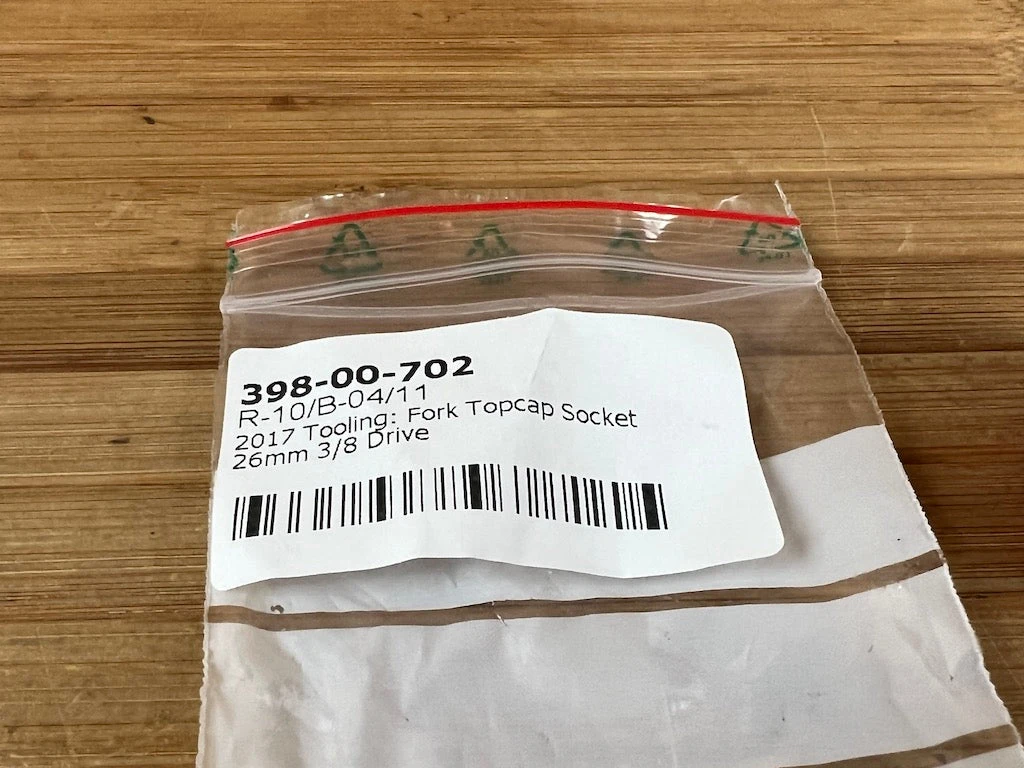 398-00-702
R-10/B-04/11
2017 Tooling: Fork Topcap Socket
26mm 3/8 Drive